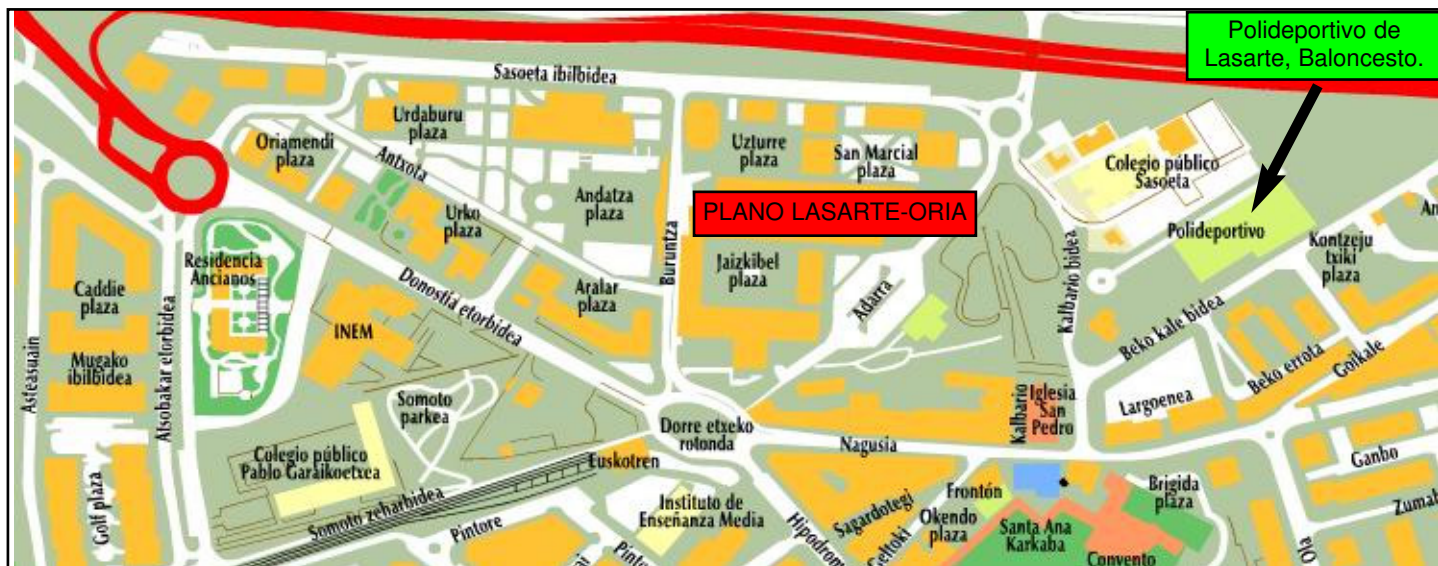 Polideportivo de
Lasarte, Baloncesto.
Sasoeta ibilbidea
Urdaburu
plaza
Oriamendi
plaza
Antxota
Uzturre
plaza
San Marcial
plaza
Colegio público
Sasoeta
Andatza
plaza
Urko
plaza
PLANO LASARTE-ORIA
Polideportivo
Kontzeju
txiki
plaza
Residencia
Ancianos
Buruntza
Jaizkibel
plaza
Kalbario bidea
Caddie
plaza
Donostia etorbidea
Aralar
plaza
Adarra
Beko kale bidea
INEM
Asteasuain
Mugako
ibilbidea
Atsobakar etorbidea
Beko errota
Goikale
Somoto
parkea
Kalbario
Iglesia
San
Pedro
Largoenea
Dorre etxeko
rotonda
Nagusia
Colegio público
Pablo Garaikoetxea
Euskotren
Ganbo
Golf plaza
Somoto zeharbidea
Pintore
Instituto de
Enseñanza Media
Hipodromo
Sagardotegi
Geltoki
Frontón
Okendo
plaza
Brigida
plaza
Santa Ana
Karkaba
Convento
Ola